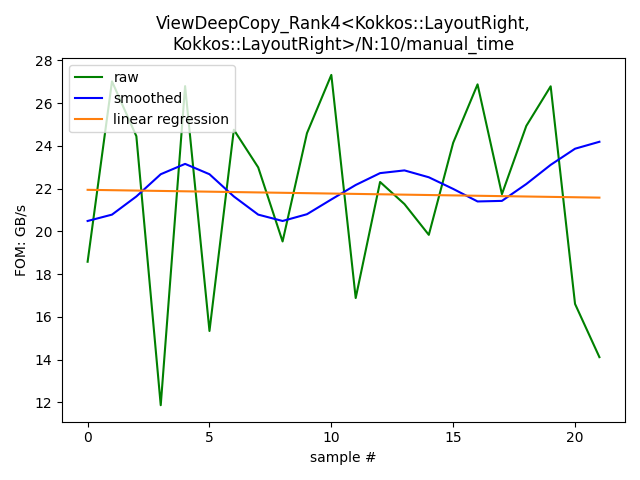 ViewDeepCopy_Rank4<Kokkos::LayoutRight,
Kokkos::LayoutRight>/N:10/manual_time
28
26
24
22
20
18
16
14
12
FOM: GB/s
raw
smoothed
linear regression
0
5
10
15
20
sample #